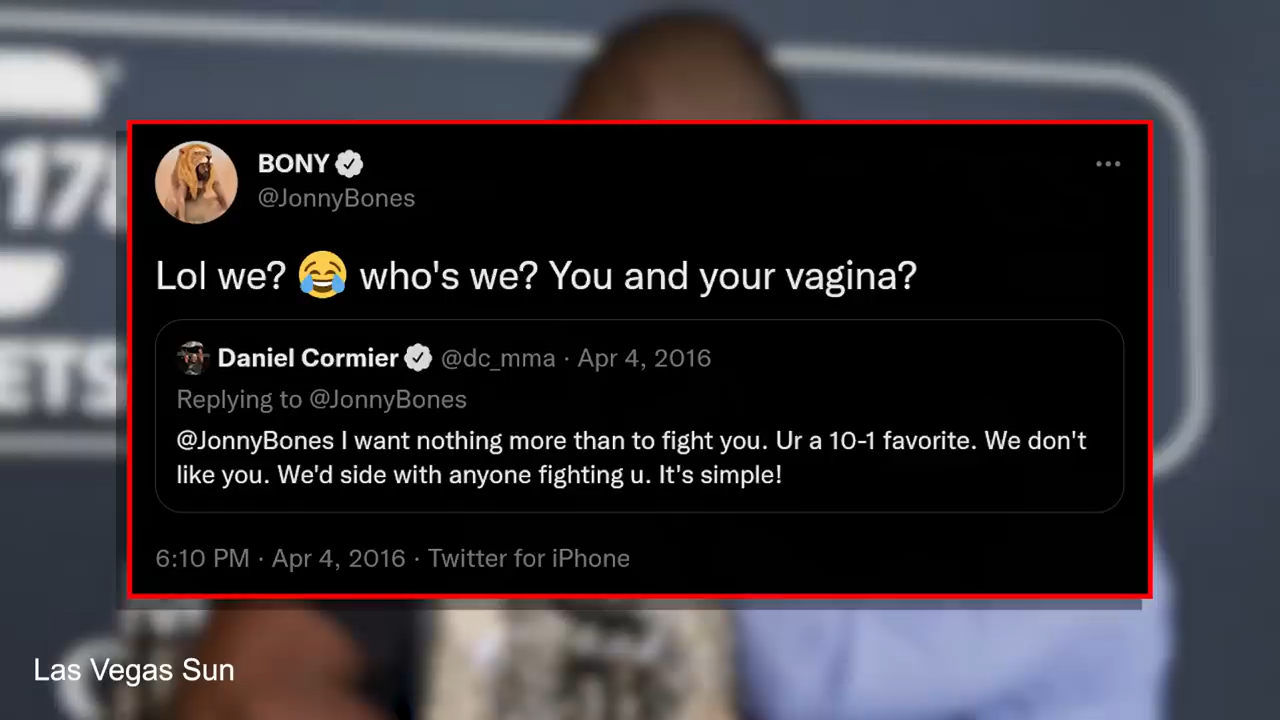 BONY
@JonnyBones
Lol we? 😂 who's we? You and your vagina?
Daniel Cormier @dc_mma · Apr 4, 2016
Replying to @JonnyBones
@JonnyBones I want nothing more than to fight you. Ur a 10-1 favorite. We don't
like you. We'd side with anyone fighting u. It's simple!
6:10 PM · Apr 4, 2016 · Twitter for iPhone
Las Vegas Sun